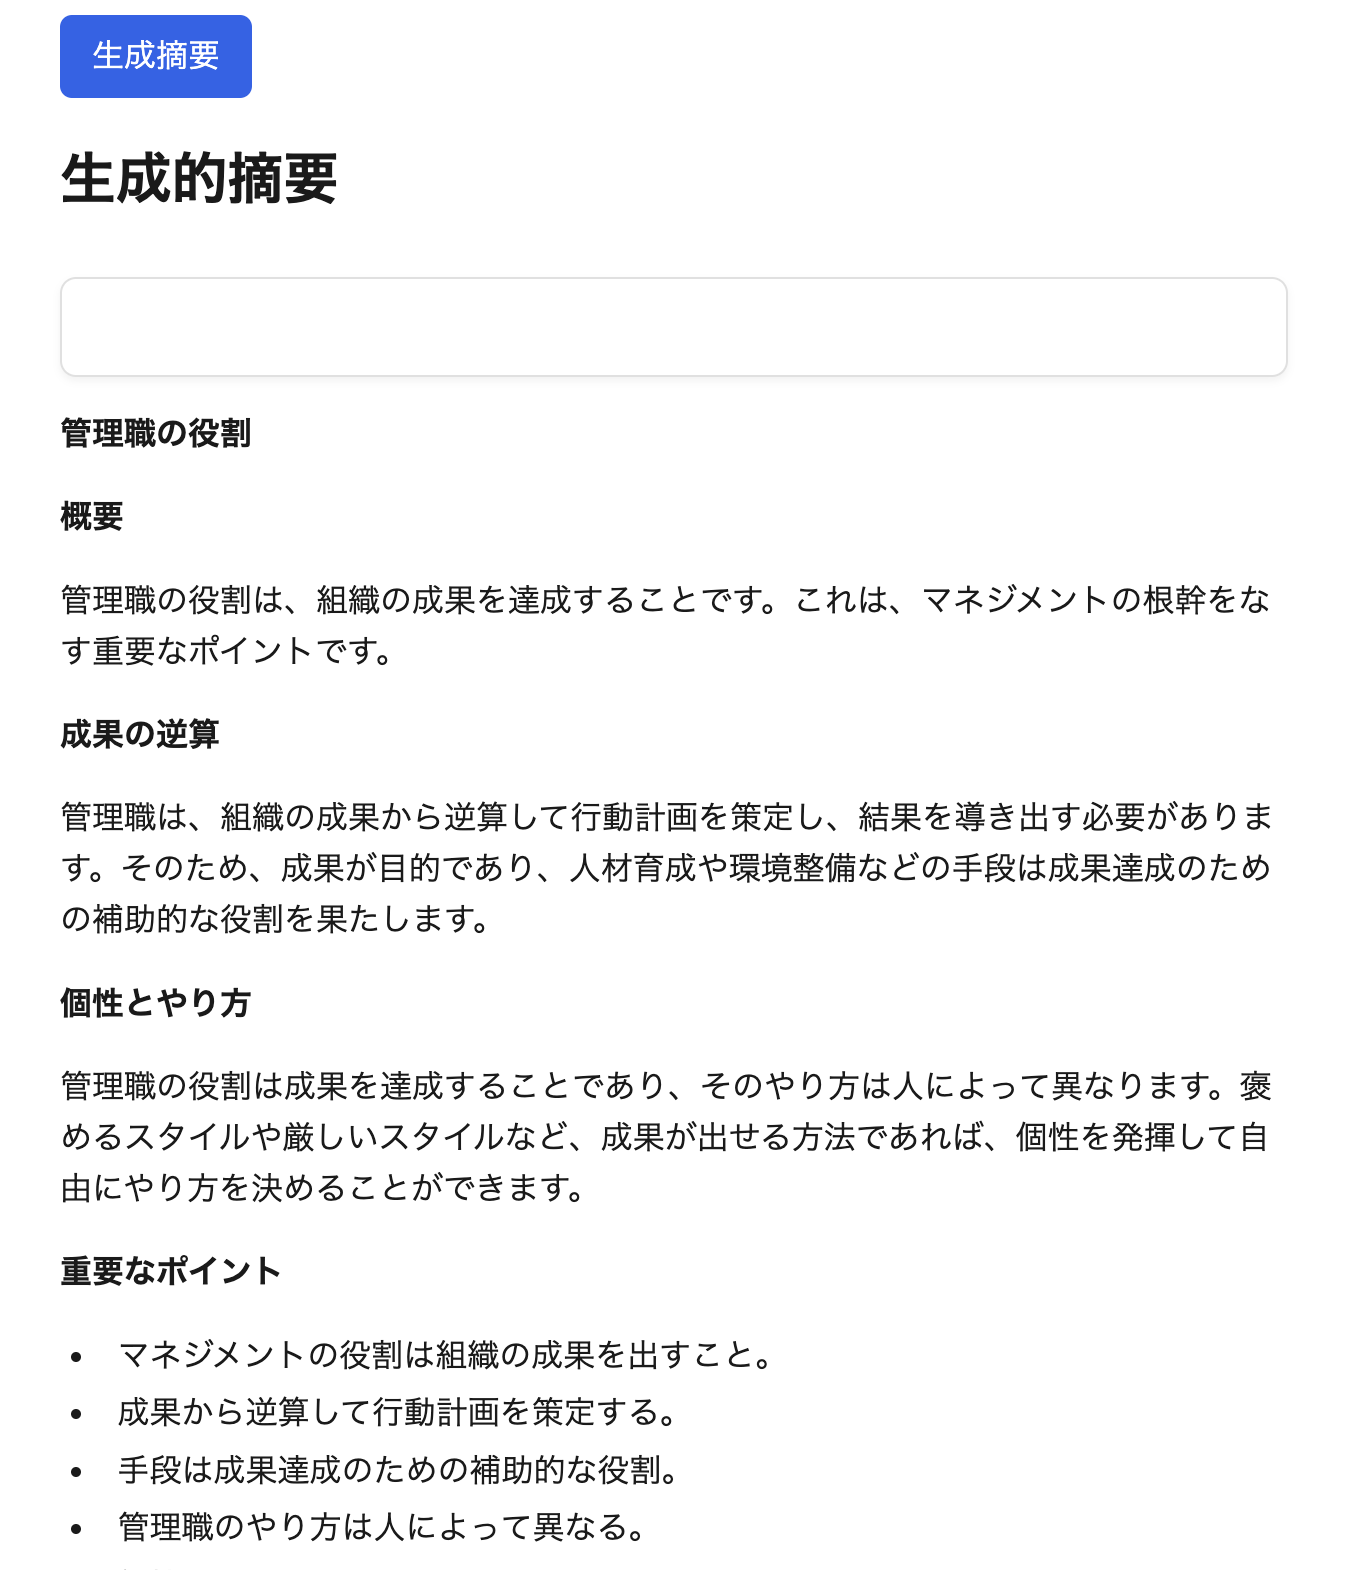 生成摘要
生成的摘要
管理職の役割
概要
管理職の役割は、組織の成果を達成することです。これは、マネジメントの根幹をな
す重要なポイントです。
成果の逆算
管理職は、組織の成果から逆算して行動計画を策定し、結果を導き出す必要がありま
す。そのため、成果が目的であり、人材育成や環境整備などの手段は成果達成のため
の補助的な役割を果たします。
個性とやり方
管理職の役割は成果を達成することであり、そのやり方は人によって異なります。褒
めるスタイルや厳しいスタイルなど、成果が出せる方法であれば、個性を発揮して自
由にやり方を決めることができます。
重要なポイント
• マネジメントの役割は組織の成果を出すこと。
• 成果から逆算して行動計画を策定する。
• 手段は成果達成のための補助的な役割。
• 管理職のやり方は人によって異なる。